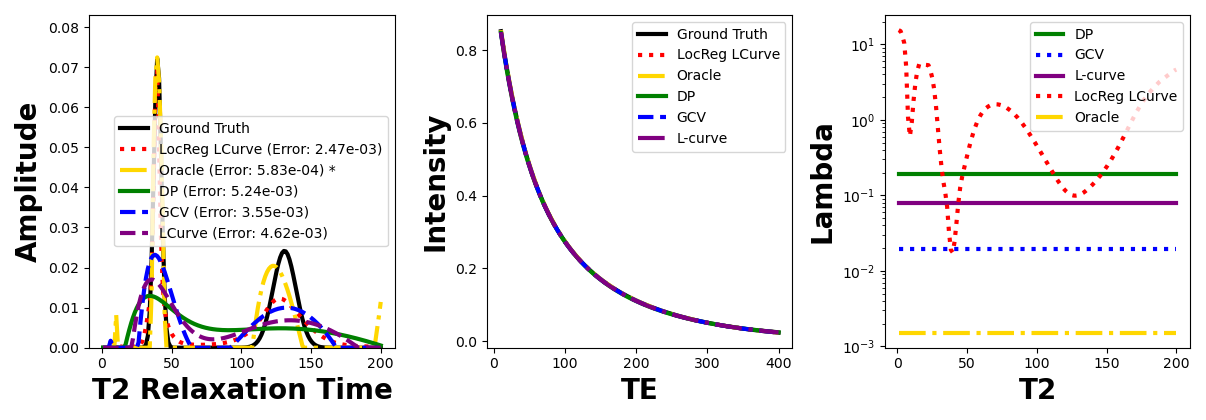 Amplitude
0.08
0.07
0.06
0.05
0.04
0.03
0.02
0.01
0.00
0 50 100 150 200
T2 Relaxation Time
Ground Truth
LocReg LCurve (Error: 2.47e-03)
Oracle (Error: 5.83e-04) *
DP (Error: 5.24e-03)
GCV (Error: 3.55e-03)
LCurve (Error: 4.62e-03)
Intensity
0.8
0.6
0.4
0.2
0.0
0 100 200 300 400
TE
Ground Truth
LocReg LCurve
Oracle
DP
GCV
L-curve
Lambda
10¹
10⁰
10⁻¹
10⁻²
10⁻³
0 50 100 150 200
T2
DP
GCV
L-curve
LocReg LCurve
Oracle